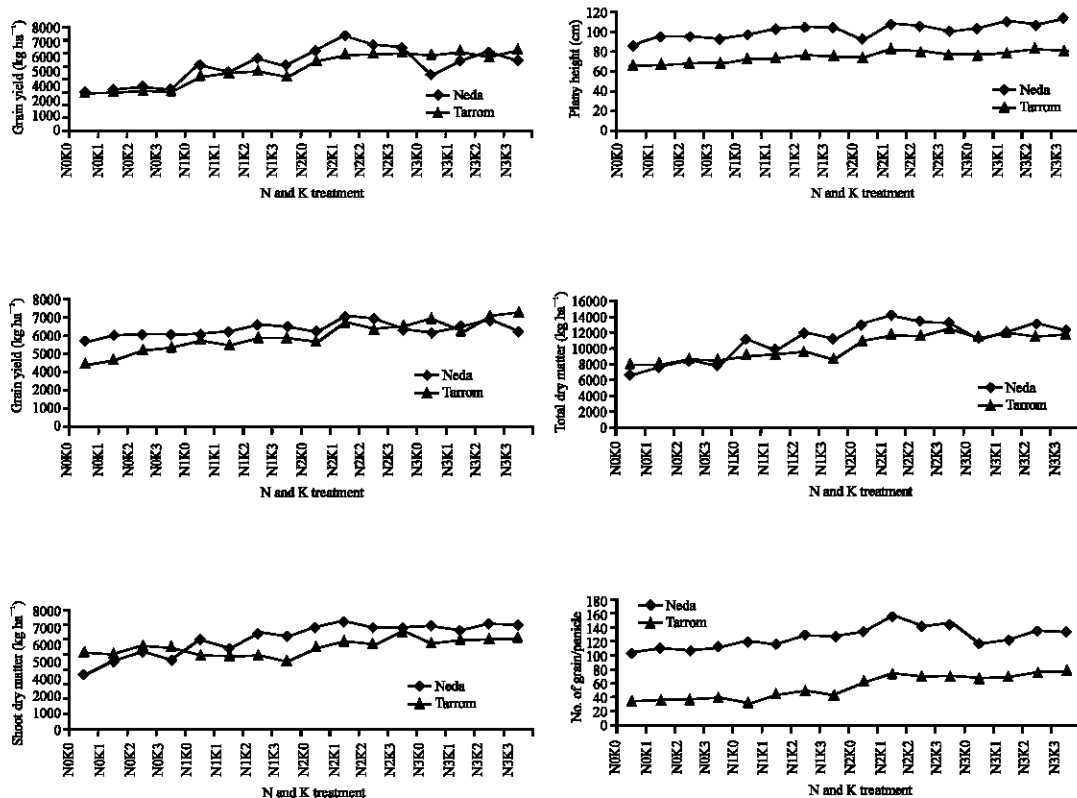 Grain yield (kg ha⁻¹)
8000
7000
6000
5000
4000
3000
2000
1000
0
Neda
Tarrom
N0K0 N0K1 N0K2 N0K3 N1K0 N1K1 N1K2 N1K3 N2K0 N2K1 N2K2 N2K3 N3K0 N3K1 N3K2 N3K3
N and K treatment
Plany height (cm)
120
100
80
60
40
20
0
Neda
Tarrom
N0K0 N0K1 N0K2 N0K3 N1K0 N1K1 N1K2 N1K3 N2K0 N2K1 N2K2 N2K3 N3K0 N3K1 N3K2 N3K3
N and K treatment
Grain yield (kg ha⁻¹)
8000
7000
6000
5000
4000
3000
2000
1000
0
Neda
Tarrom
N0K0 N0K1 N0K2 N0K3 N1K0 N1K1 N1K2 N1K3 N2K0 N2K1 N2K2 N2K3 N3K0 N3K1 N3K2 N3K3
N and K treatment
Total dry matter (kg ha⁻¹)
16000
14000
12000
10000
8000
6000
4000
2000
0
Neda
Tarrom
N0K0 N0K1 N0K2 N0K3 N1K0 N1K1 N1K2 N1K3 N2K0 N2K1 N2K2 N2K3 N3K0 N3K1 N3K2 N3K3
N and K treatment
Shoot dry matter (kg ha⁻¹)
8000
7000
6000
5000
4000
3000
2000
1000
0
Neda
Tarrom
N0K0 N0K1 N0K2 N0K3 N1K0 N1K1 N1K2 N1K3 N2K0 N2K1 N2K2 N2K3 N3K0 N3K1 N3K2 N3K3
N and K treatment
No. of grain/panicle
180
160
140
120
100
80
60
40
20
0
Neda
Tarrom
N0K0 N0K1 N0K2 N0K3 N1K0 N1K1 N1K2 N1K3 N2K0 N2K1 N2K2 N2K3 N3K0 N3K1 N3K2 N3K3
N and K treatment